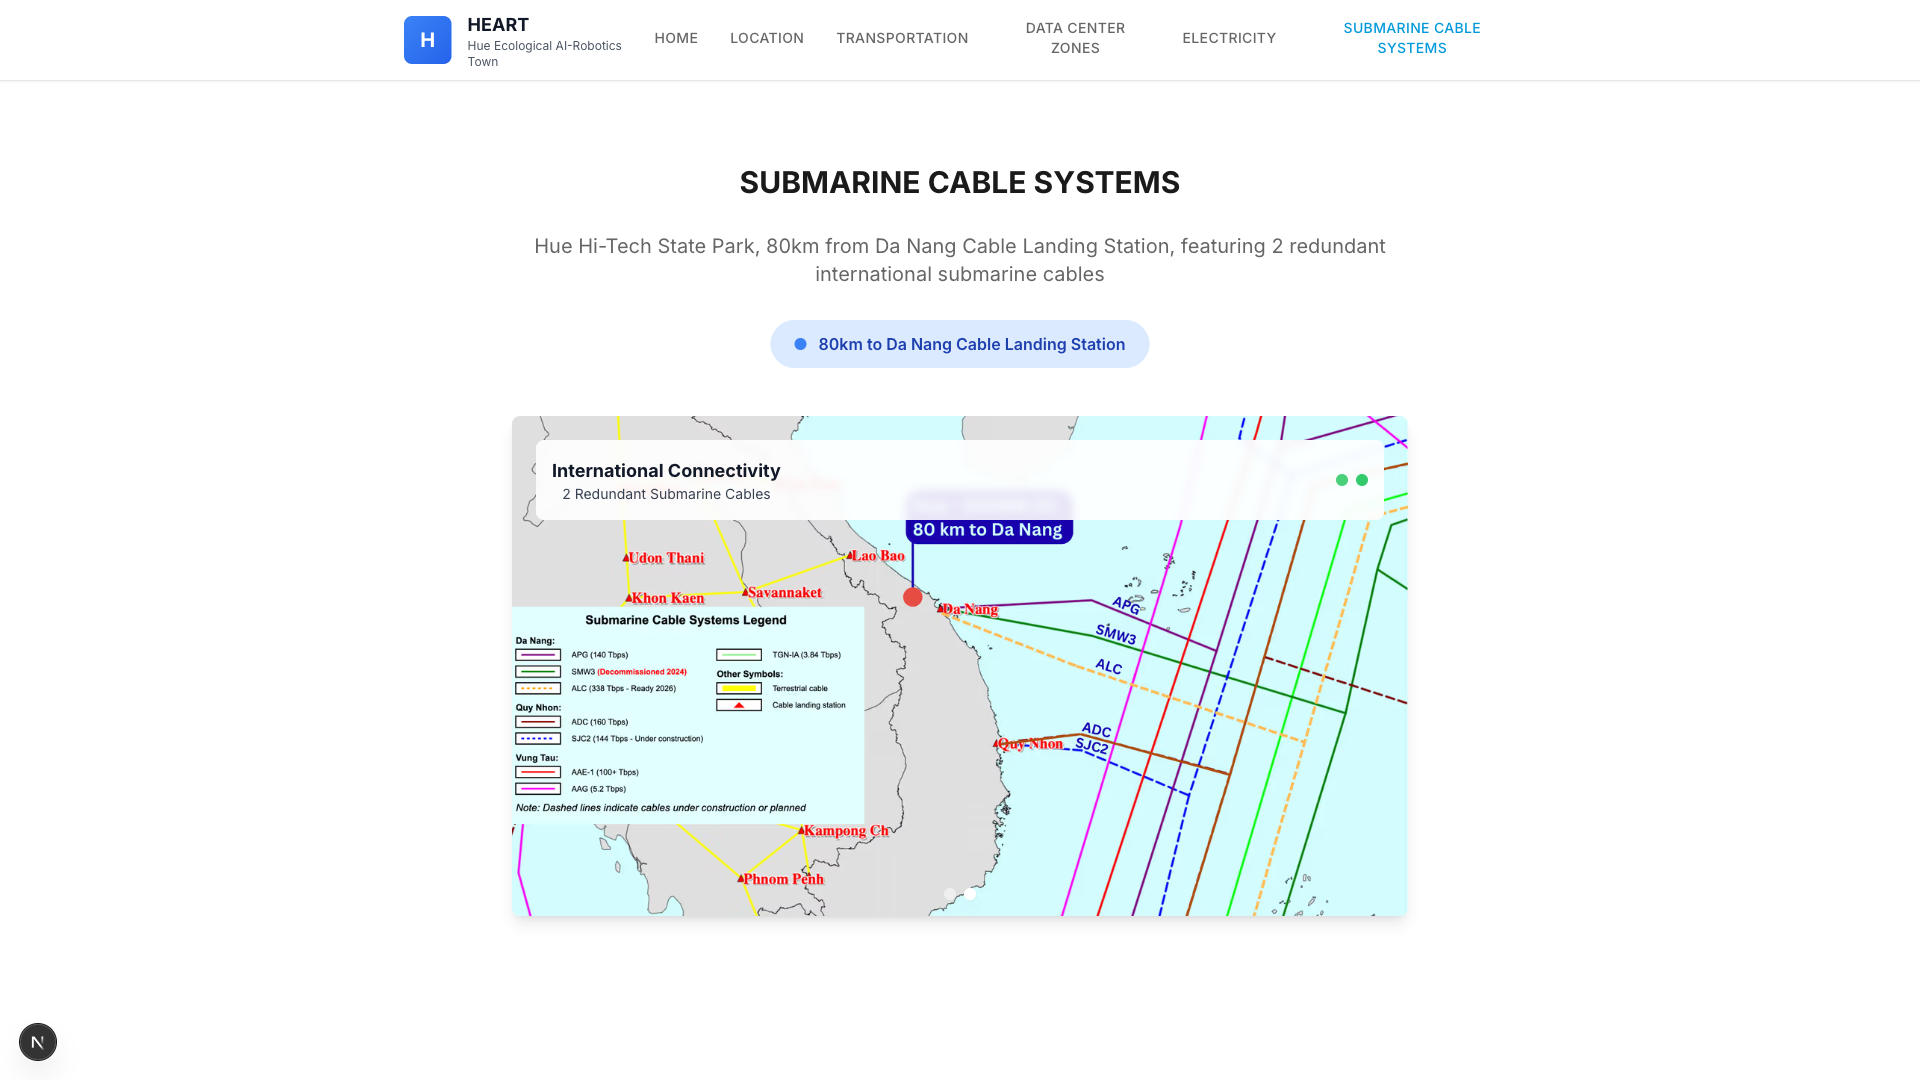 H
HEART
Hue Ecological AI-Robotics
Town
HOME
LOCATION
TRANSPORTATION
DATA CENTER
ZONES
ELECTRICITY
SUBMARINE CABLE
SYSTEMS
SUBMARINE CABLE SYSTEMS
Hue Hi-Tech State Park, 80km from Da Nang Cable Landing Station, featuring 2 redundant
international submarine cables
80km to Da Nang Cable Landing Station
International Connectivity
2 Redundant Submarine Cables
80 km to Da Nang
Udon Thani
Lao Bao
Khon Kaen
Savannaket
Da Nang
APG
SMW3
ALC
ADC
SJC2
Quy Nhon
Submarine Cable Systems Legend
Da Nang:
APG (140 Tbps)
SMW3 (Decommissioned 2024)
ALC (338 Tbps - Ready 2026)
Quy Nhon:
ADC (160 Tbps)
SJC2 (144 Tbps - Under construction)
Vung Tau:
AAE-1 (100+ Tbps)
AAG (5.2 Tbps)
TGN-IA (3.84 Tbps)
Other Symbols:
Terrestrial cable
Cable landing station
Note: Dashed lines indicate cables under construction or planned
Kampong Ch
Phnom Penh
N